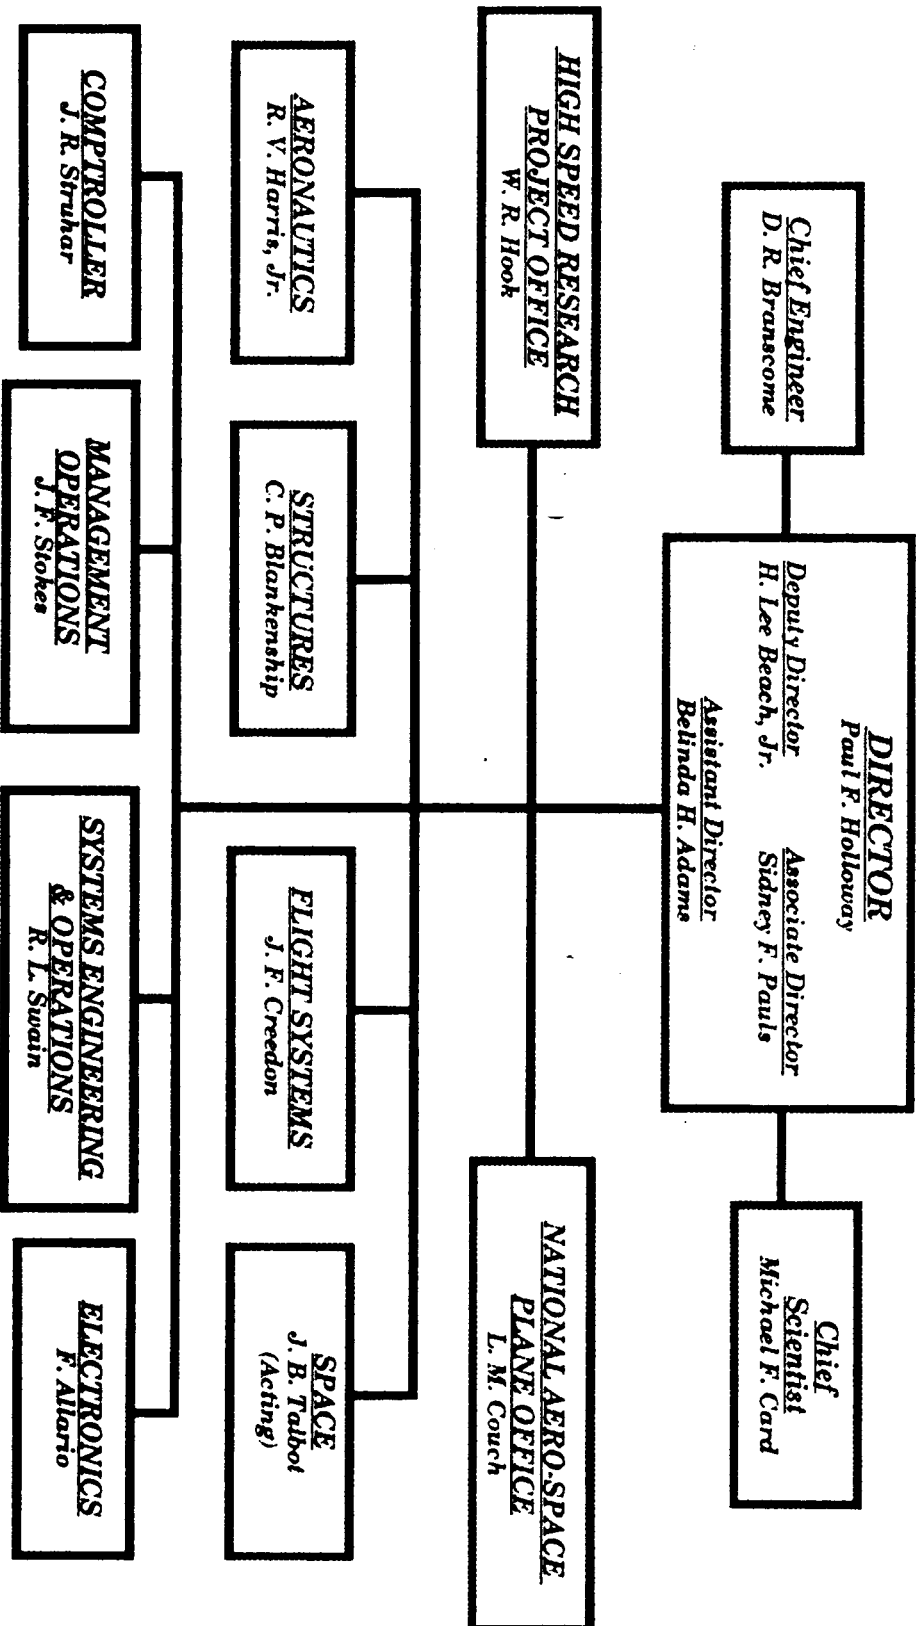 DIRECTOR
Paul F. Holloway
Deputy Director
H. Lee Beach, Jr.
Associate Director
Sidney F. Pauls
Assistant Director
Belinda H. Adams
Chief Engineer
D. R. Branscome
Chief
Scientist
Michael F. Card
HIGH SPEED RESEARCH
PROJECT OFFICE
W. R. Hook
NATIONAL AERO-SPACE
PLANE OFFICE
L. M. Couch
AERONAUTICS
R. V. Harris, Jr.
STRUCTURES
C. P. Blankenship
FLIGHT SYSTEMS
J. F. Creedon
SPACE
J. B. Talbot
(Acting)
COMPTROLLER
J. R. Struhar
MANAGEMENT
OPERATIONS
J. F. Stokes
SYSTEMS ENGINEERING
& OPERATIONS
R. L. Swain
ELECTRONICS
F. Allario